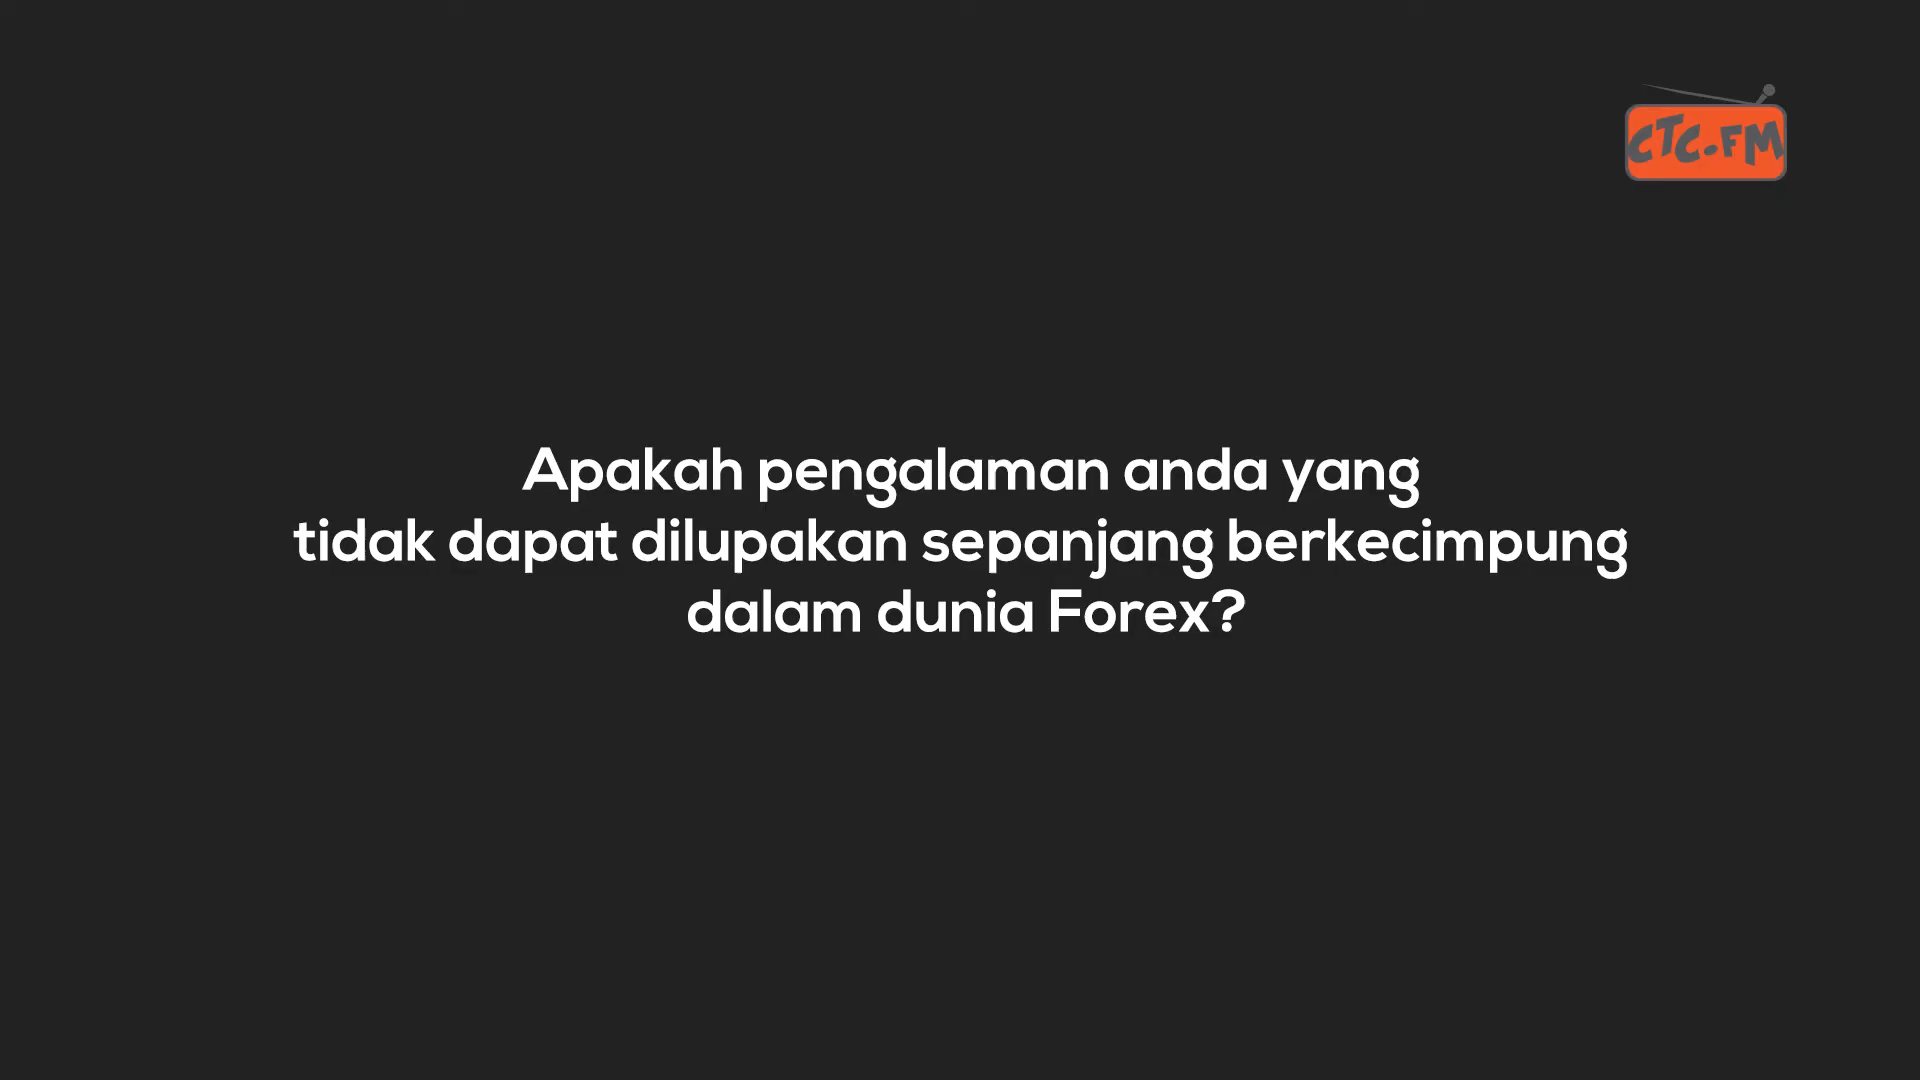 CTC.FM
Apakah pengalaman anda yang
tidak dapat dilupakan sepanjang berkecimpung
dalam dunia Forex?